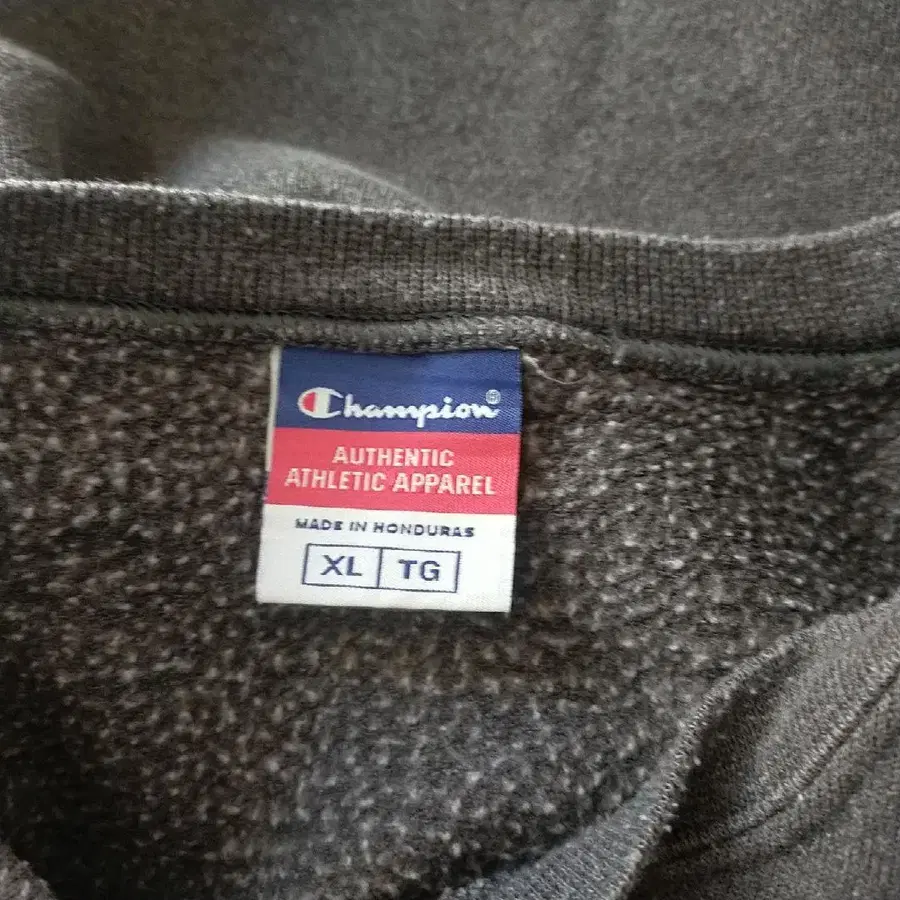 Champion®
AUTHENTIC
ATHLETIC APPAREL
MADE IN HONDURAS
XL TG